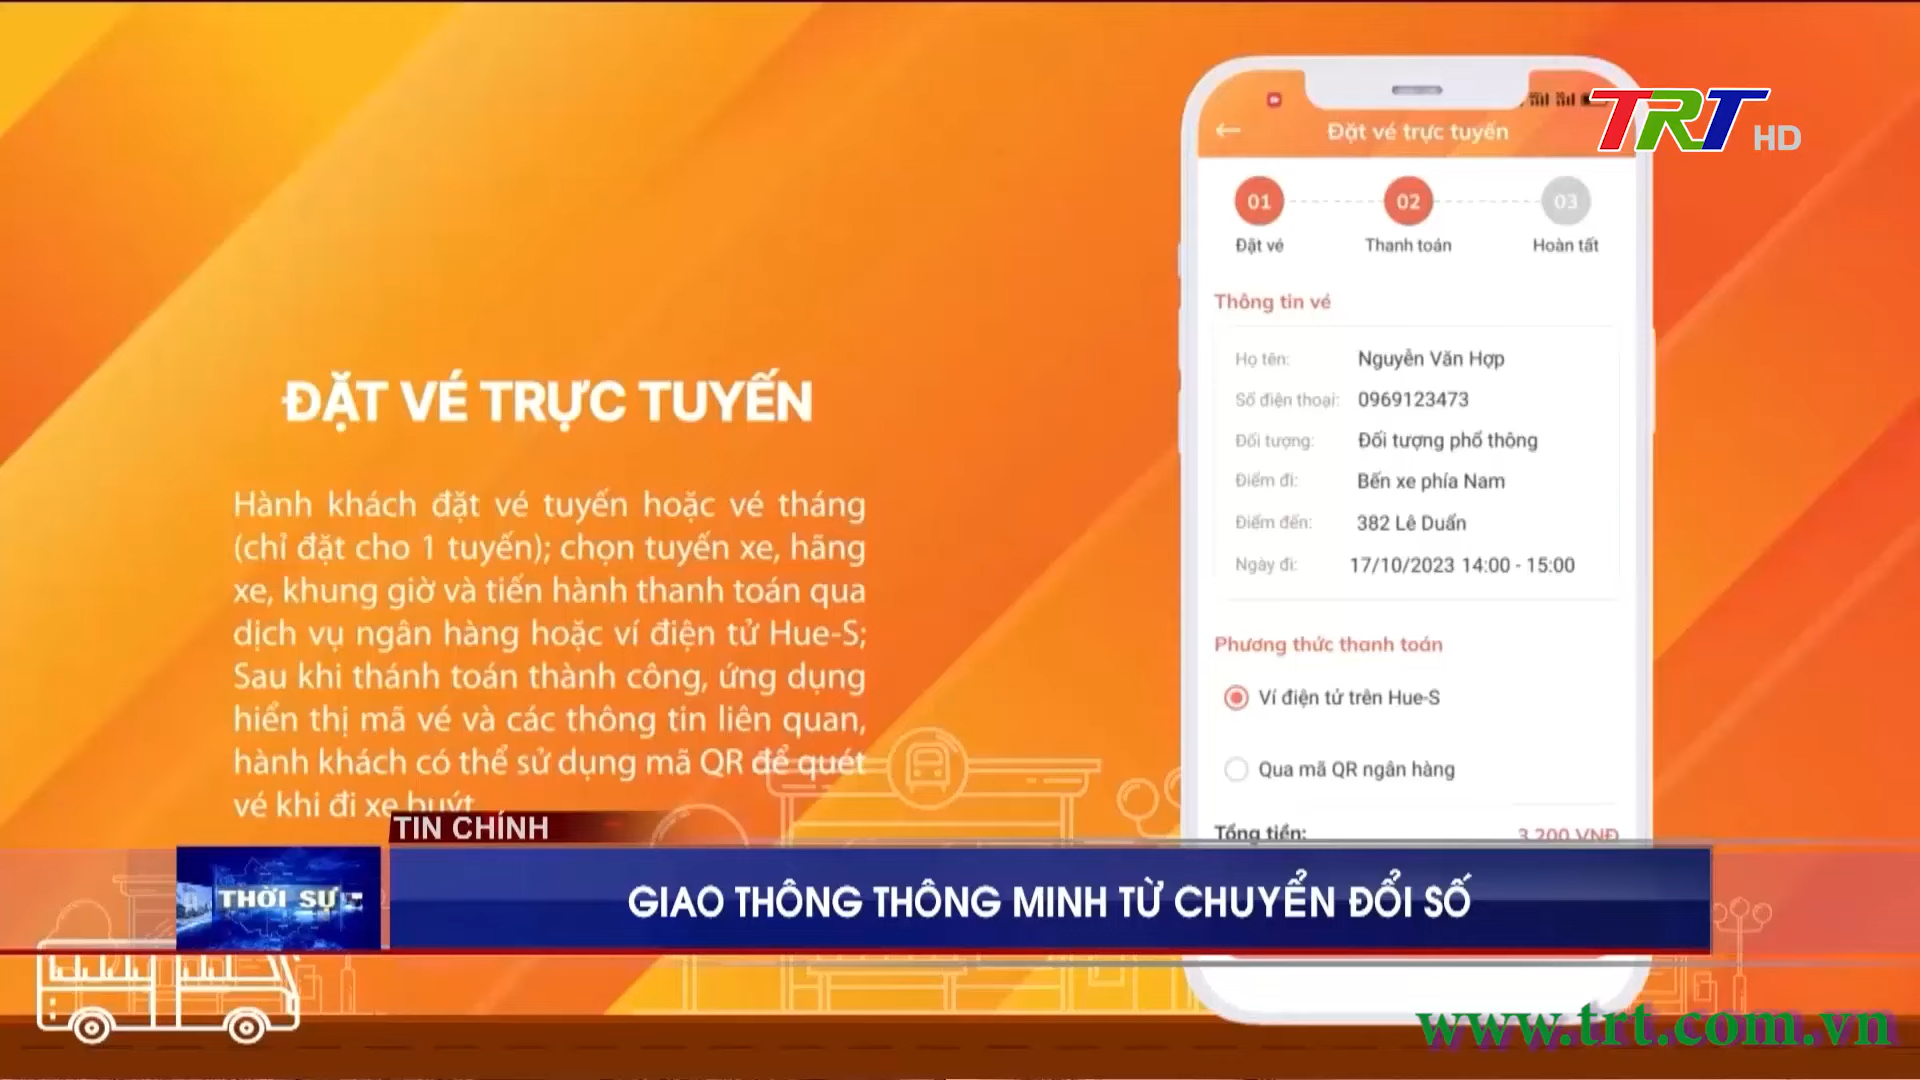 TRT HD
Đặt vé trực tuyến
01 02 03
Đặt vé Thanh toán Hoàn tất
Thông tin vé
Họ tên: Nguyễn Văn Hợp
Số điện thoại: 0969123473
Đối tượng: Đối tượng phổ thông
Điểm đi: Bến xe phía Nam
Điểm đến: 382 Lê Duẩn
Ngày đi: 17/10/2023 14:00 - 15:00
Phương thức thanh toán
Ví điện tử trên Hue-S
Qua mã QR ngân hàng
Tổng tiền: 3.200 VNĐ
ĐẶT VÉ TRỰC TUYẾN
Hành khách đặt vé tuyến hoặc vé tháng
(chỉ đặt cho 1 tuyến); chọn tuyến xe, hãng
xe, khung giờ và tiến hành thanh toán qua
dịch vụ ngân hàng hoặc ví điện tử Hue-S;
Sau khi thánh toán thành công, ứng dụng
hiển thị mã vé và các thông tin liên quan,
hành khách có thể sử dụng mã QR để quét
vé khi đi xe buýt
TIN CHÍNH
THỜI SỰ
GIAO THÔNG THÔNG MINH TỪ CHUYỂN ĐỔI SỐ
www.trt.com.vn